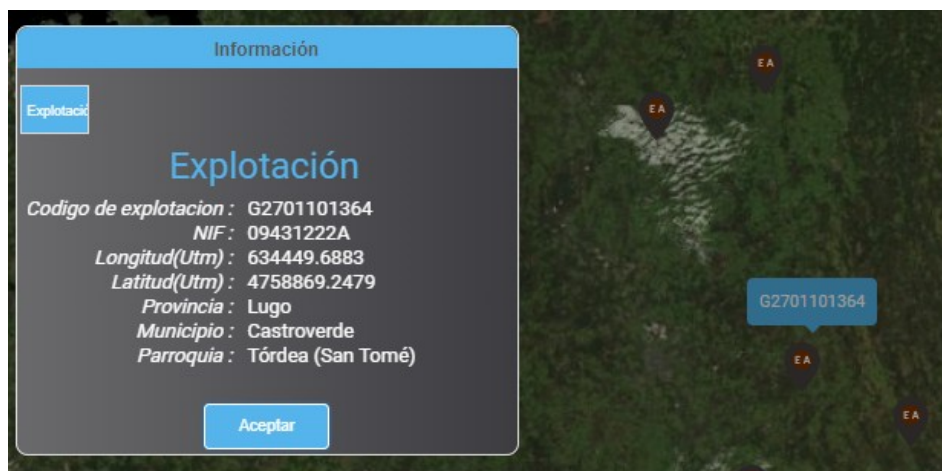 Información
Explotació
Explotación
Codigo de explotacion : G2701101364
NIF : 09431222A
Longitud(Utm) : 634449.6883
Latitud(Utm) : 4758869.2479
Provincia : Lugo
Municipio : Castroverde
Parroquia : Tórdea (San Tomé)
Aceptar
EA
EA
G2701101364
EA
EA